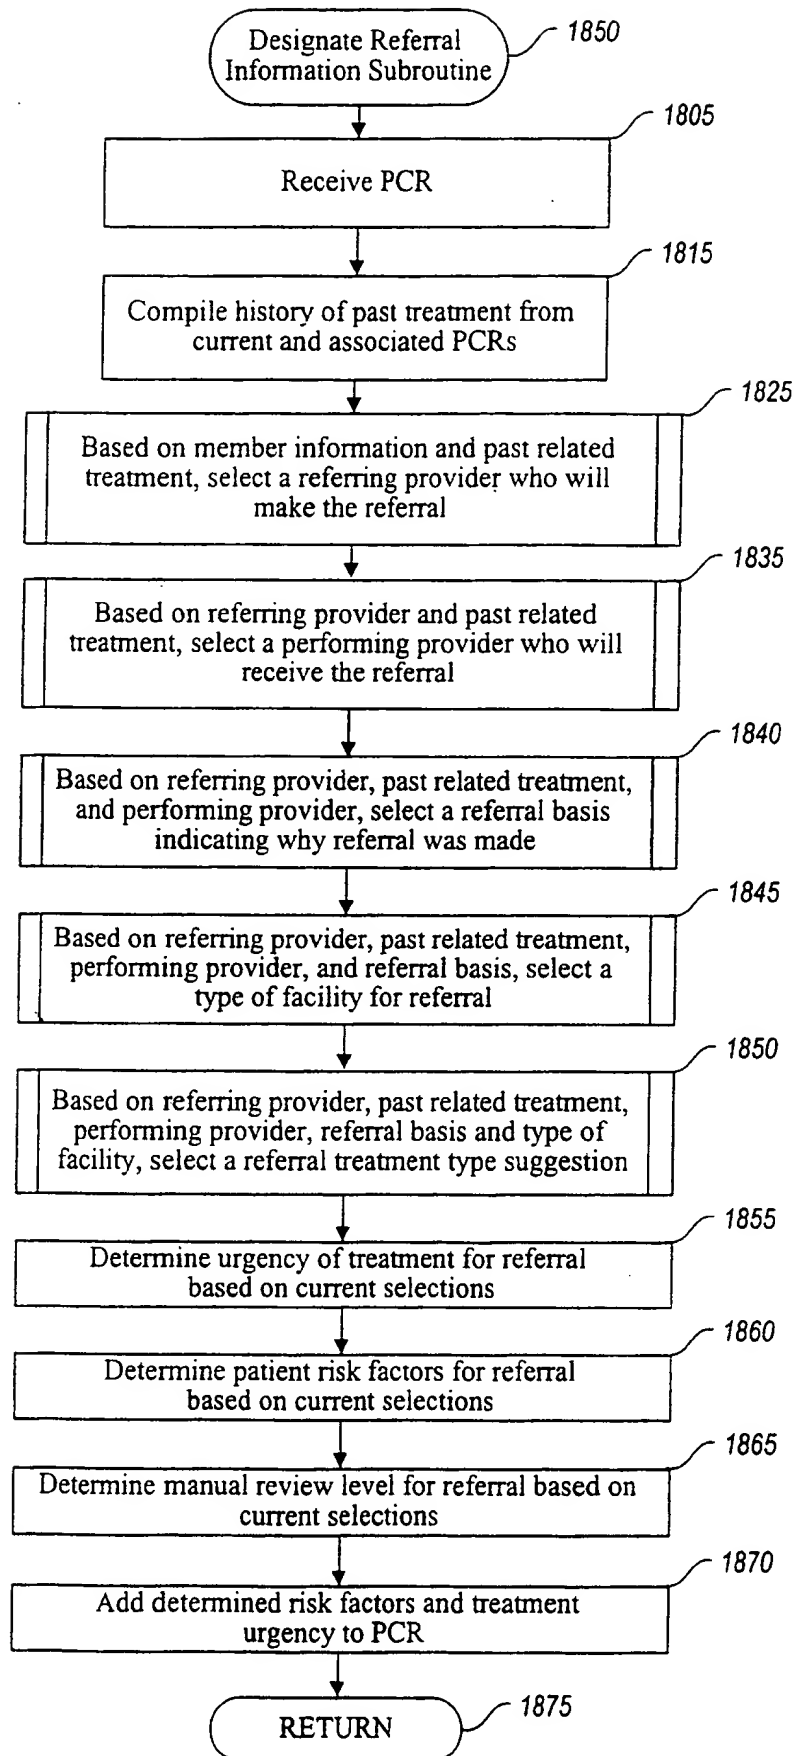 Designate Referral
Information Subroutine
1850
1805
Receive PCR
1815
Compile history of past treatment from
current and associated PCRs
1825
Based on member information and past related
treatment, select a referring provider who will
make the referral
1835
Based on referring provider and past related
treatment, select a performing provider who will
receive the referral
1840
Based on referring provider, past related treatment,
and performing provider, select a referral basis
indicating why referral was made
1845
Based on referring provider, past related treatment,
performing provider, and referral basis, select a
type of facility for referral
1850
Based on referring provider, past related treatment,
performing provider, referral basis and type of
facility, select a referral treatment type suggestion
1855
Determine urgency of treatment for referral
based on current selections
1860
Determine patient risk factors for referral
based on current selections
1865
Determine manual review level for referral based on
current selections
1870
Add determined risk factors and treatment
urgency to PCR
RETURN
1875